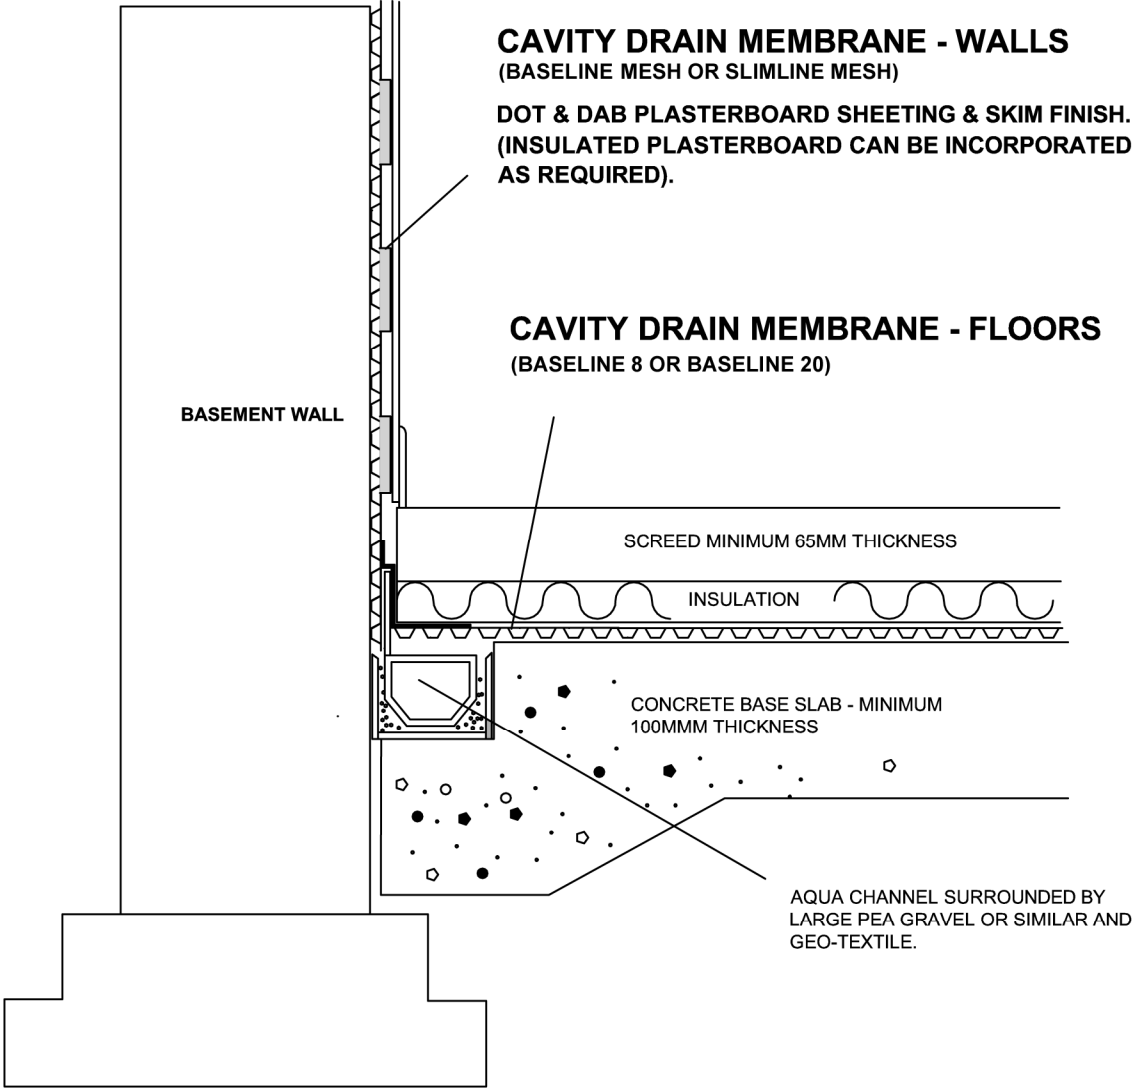 CAVITY DRAIN MEMBRANE - WALLS
(BASELINE MESH OR SLIMLINE MESH)
DOT & DAB PLASTERBOARD SHEETING & SKIM FINISH.
(INSULATED PLASTERBOARD CAN BE INCORPORATED
AS REQUIRED).
CAVITY DRAIN MEMBRANE - FLOORS
(BASELINE 8 OR BASELINE 20)
BASEMENT WALL
SCREED MINIMUM 65MM THICKNESS
INSULATION
CONCRETE BASE SLAB - MINIMUM
100MMM THICKNESS
AQUA CHANNEL SURROUNDED BY
LARGE PEA GRAVEL OR SIMILAR AND
GEO-TEXTILE.